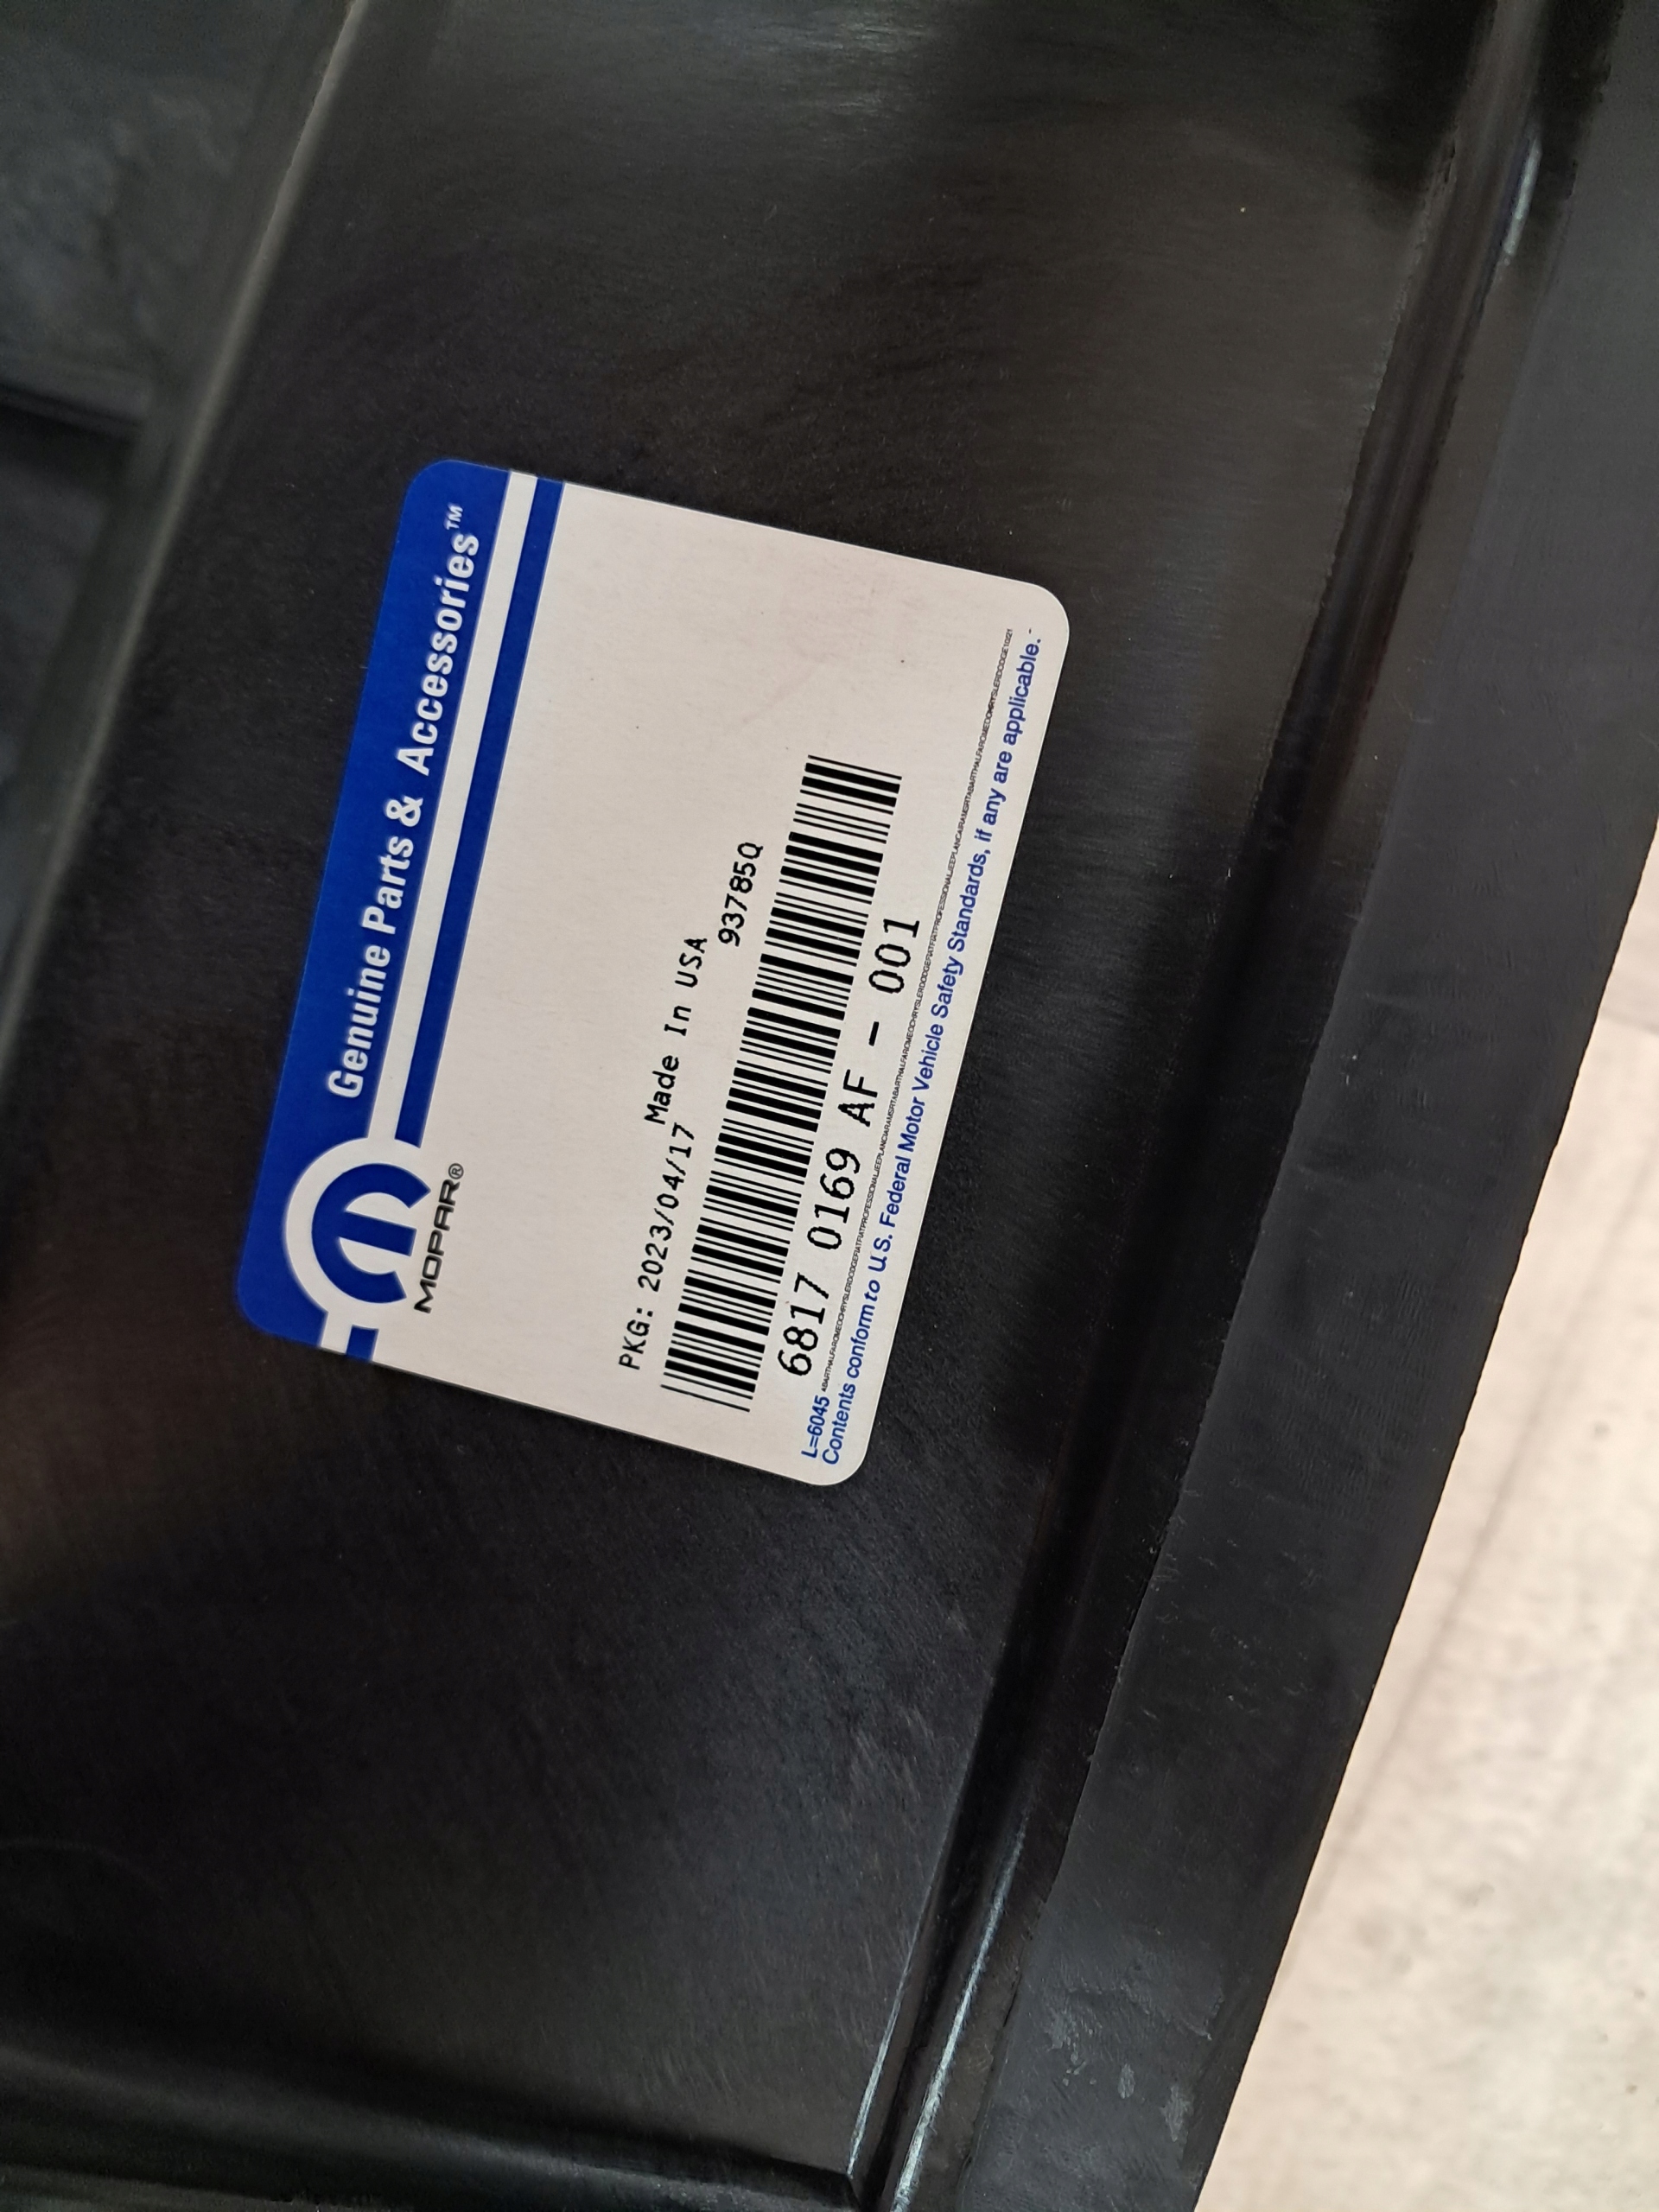 Genuine Parts & Accessories™
MOPAR®
PKG: 2023/04/17 Made In USA
93785Q
6817 0169 AF - 001
L=6045
Contents conform to U.S. Federal Motor Vehicle Safety Standards, if any are applicable.